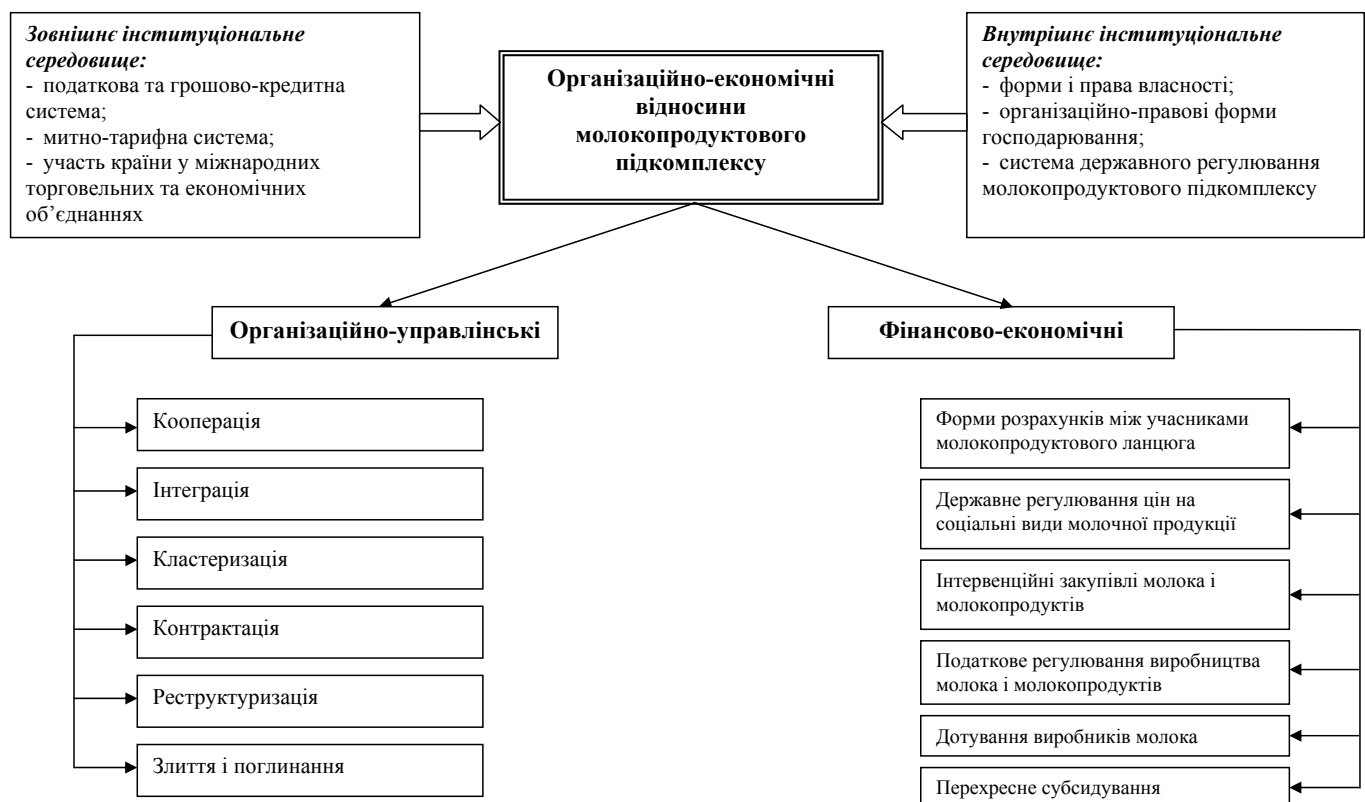 Зовнішнє інституціональне
середовище:
- податкова та грошово-кредитна
система;
- митно-тарифна система;
- участь країни у міжнародних
торговельних та економічних
об’єднаннях
Організаційно-економічні
відносини
молокопродуктового
підкомплексу
Внутрішнє інституціональне
середовище:
- форми і права власності;
- організаційно-правові форми
господарювання;
- система державного регулювання
молокопродуктового підкомплексу
Організаційно-управлінські
Кооперація
Інтеграція
Кластеризація
Контрактація
Реструктуризація
Злиття і поглинання
Фінансово-економічні
Форми розрахунків між учасниками
молокопродуктового ланцюга
Державне регулювання цін на
соціальні види молочної продукції
Інтервенційні закупівлі молока і
молокопродуктів
Податкове регулювання виробництва
молока і молокопродуктів
Дотування виробників молока
Перехресне субсидування